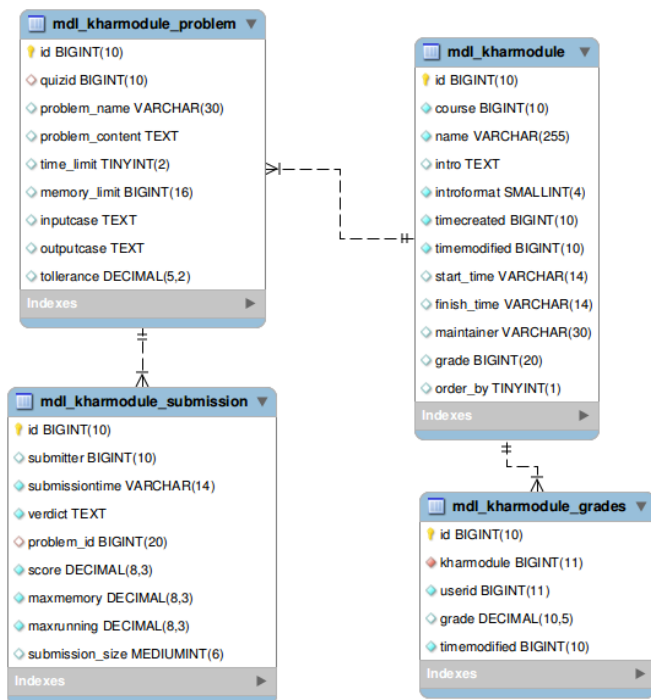 mdl_kharmodule_problem
id BIGINT(10)
quizid BIGINT(10)
problem_name VARCHAR(30)
problem_content TEXT
time_limit TINYINT(2)
memory_limit BIGINT(16)
inputcase TEXT
outputcase TEXT
tollerance DECIMAL(5,2)
Indexes
mdl_kharmodule
id BIGINT(10)
course BIGINT(10)
name VARCHAR(255)
intro TEXT
introformat SMALLINT(4)
timecreated BIGINT(10)
timemodified BIGINT(10)
start_time VARCHAR(14)
finish_time VARCHAR(14)
maintainer VARCHAR(30)
grade BIGINT(20)
order_by TINYINT(1)
Indexes
mdl_kharmodule_submission
id BIGINT(10)
submitter BIGINT(10)
submissiontime VARCHAR(14)
verdict TEXT
problem_id BIGINT(20)
score DECIMAL(8,3)
maxmemory DECIMAL(8,3)
maxrunning DECIMAL(8,3)
submission_size MEDIUMINT(6)
Indexes
mdl_kharmodule_grades
id BIGINT(10)
kharmodule BIGINT(11)
userid BIGINT(11)
grade DECIMAL(10,5)
timemodified BIGINT(10)
Indexes